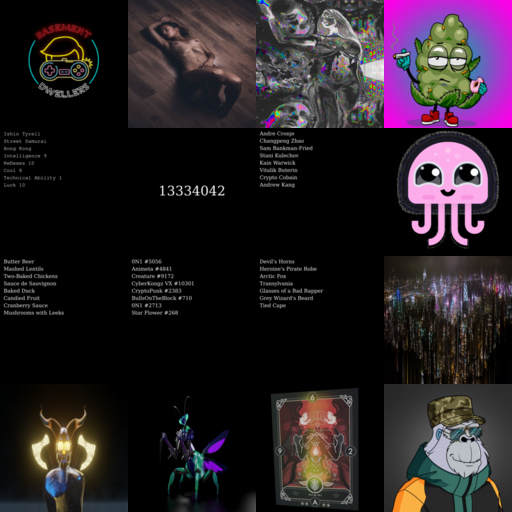 BASEMENT
DWELLERS
Ishin Tyrell
Street Samurai
Hong Kong
Intelligence 9
Reflexes 10
Cool 8
Technical Ability 1
Luck 10
13334042
Andre Cronje
Changpeng Zhao
Sam Bankman-Fried
Stani Kulechov
Kain Warwick
Vitalik Buterin
Crypto Cobain
Andrew Kang
Butter Beer
Mashed Lentils
Two-Baked Chickens
Sauce de Sauvignon
Baked Duck
Candied Fruit
Cranberry Sauce
Mushrooms with Leeks
0N1 #5056
Animeta #4841
Creature #9172
CyberKongz VX #10301
CryptoPunk #2383
BullsOnTheBlock #710
0N1 #2713
Star Flower #268
Devil's Horns
Heroine's Pirate Robe
Arctic Fox
Transylvania
Glasses of a Bad Rapper
Grey Wizard's Beard
Tied Cape
6
9
2